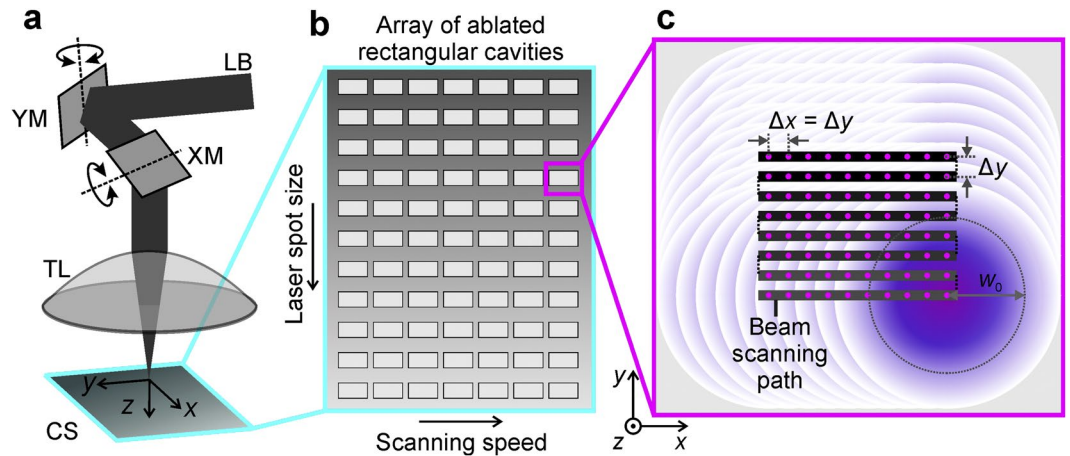 a
LB
YM
XM
TL
y
z
x
CS
b
Array of ablated
rectangular cavities
Laser spot size
Scanning speed
c
Δx = Δy
Δy
w₀
Beam
scanning
path
y
z
x